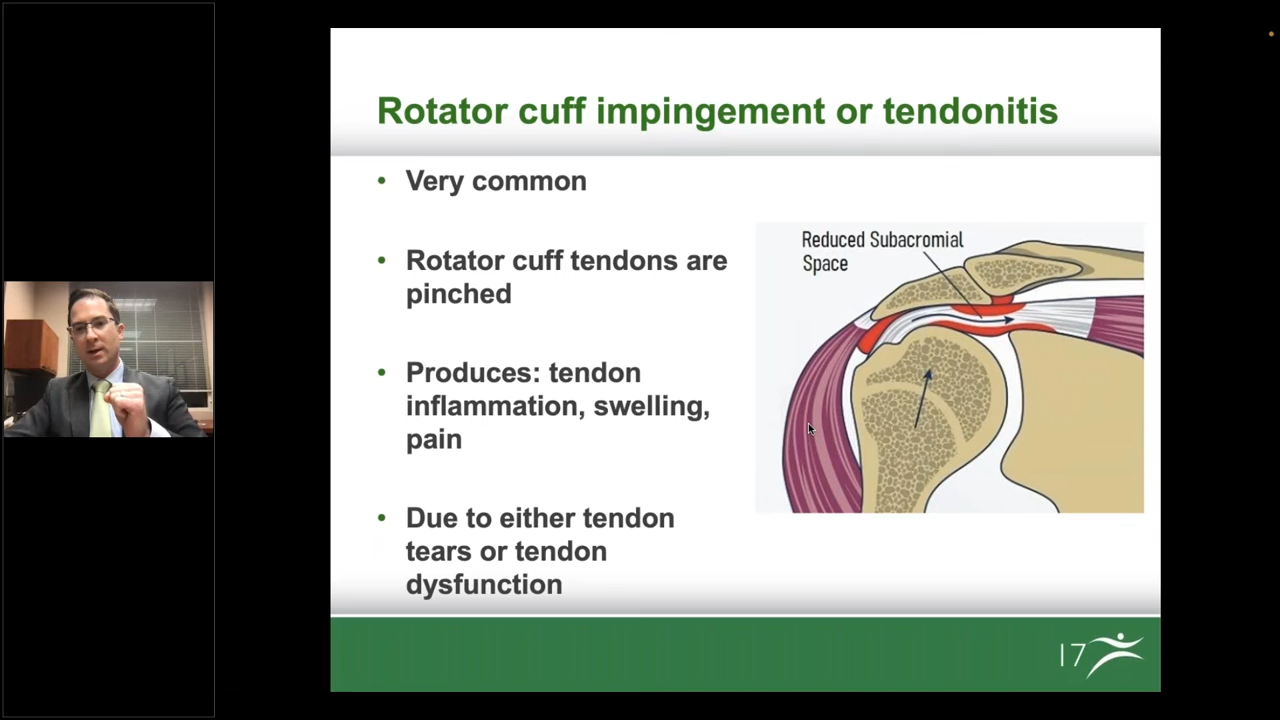 Rotator cuff impingement or tendonitis
• Very common
• Rotator cuff tendons are
pinched
• Produces: tendon
inflammation, swelling,
pain
• Due to either tendon
tears or tendon
dysfunction
Reduced Subacromial
Space
17